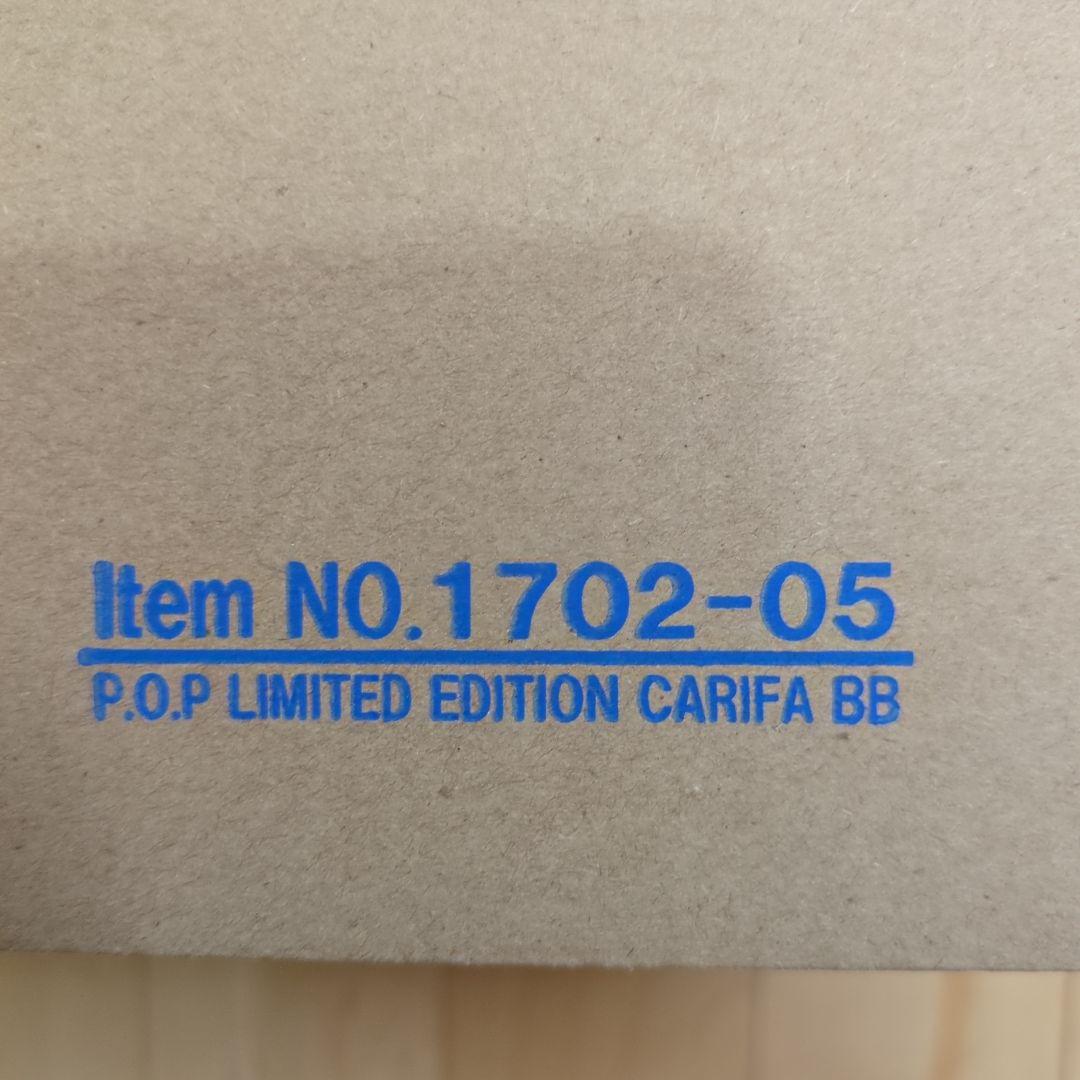 Item NO.1702-05
P.O.P LIMITED EDITION CARIFA BB